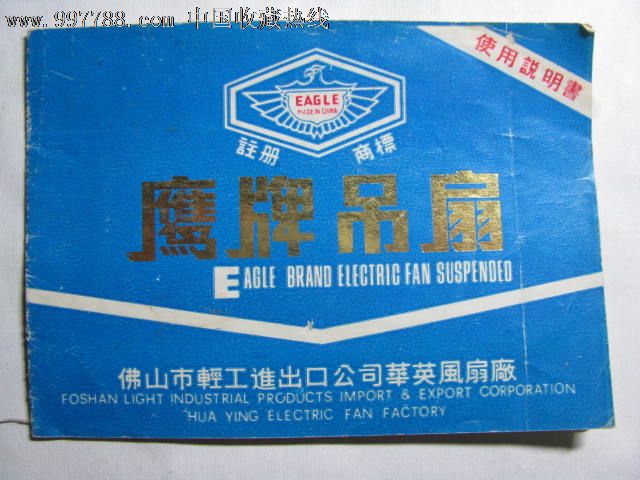 www.997788.com 中国收藏热线
使用説明書
EAGLE
MADE IN CHINA
註册 商標
鹰牌吊扇
EAGLE BRAND ELECTRIC FAN SUSPENDED
佛山市輕工進出口公司華英風扇廠
FOSHAN LIGHT INDUSTRIAL PRODUCTS IMPORT & EXPORT CORPORATION
HUA YING ELECTRIC FAN FACTORY